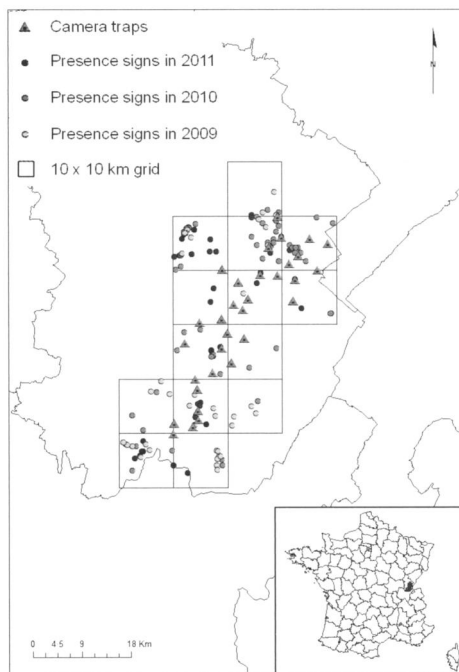 Camera traps
Presence signs in 2011
Presence signs in 2010
Presence signs in 2009
10 x 10 km grid
N
0 4 5 9 18 Km